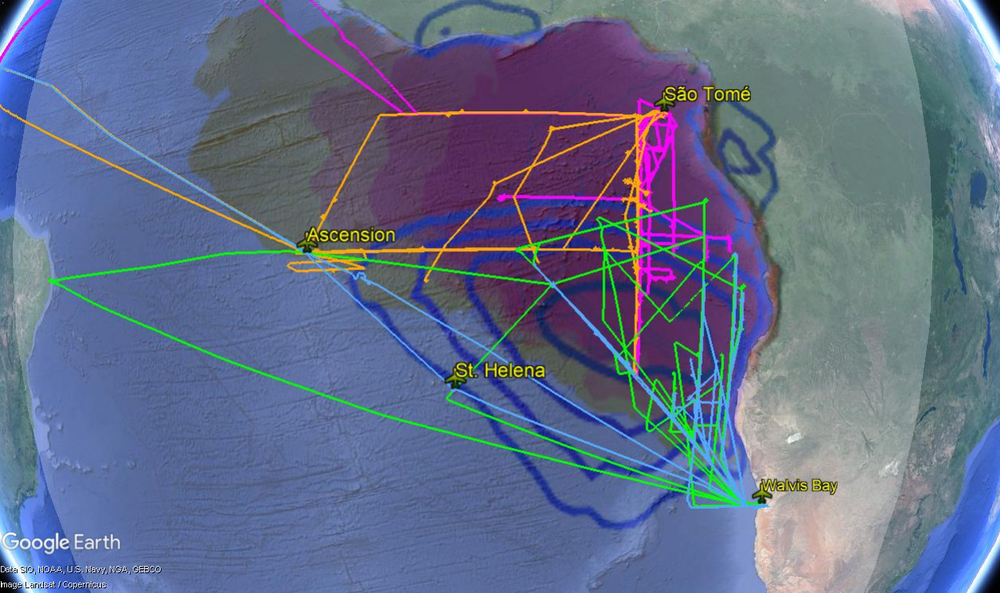 São Tomé
Ascension
St. Helena
Walvis Bay
Google Earth
Data SIO, NOAA, U.S. Navy, NGA, GEBCO
Image Landsat / Copernicus